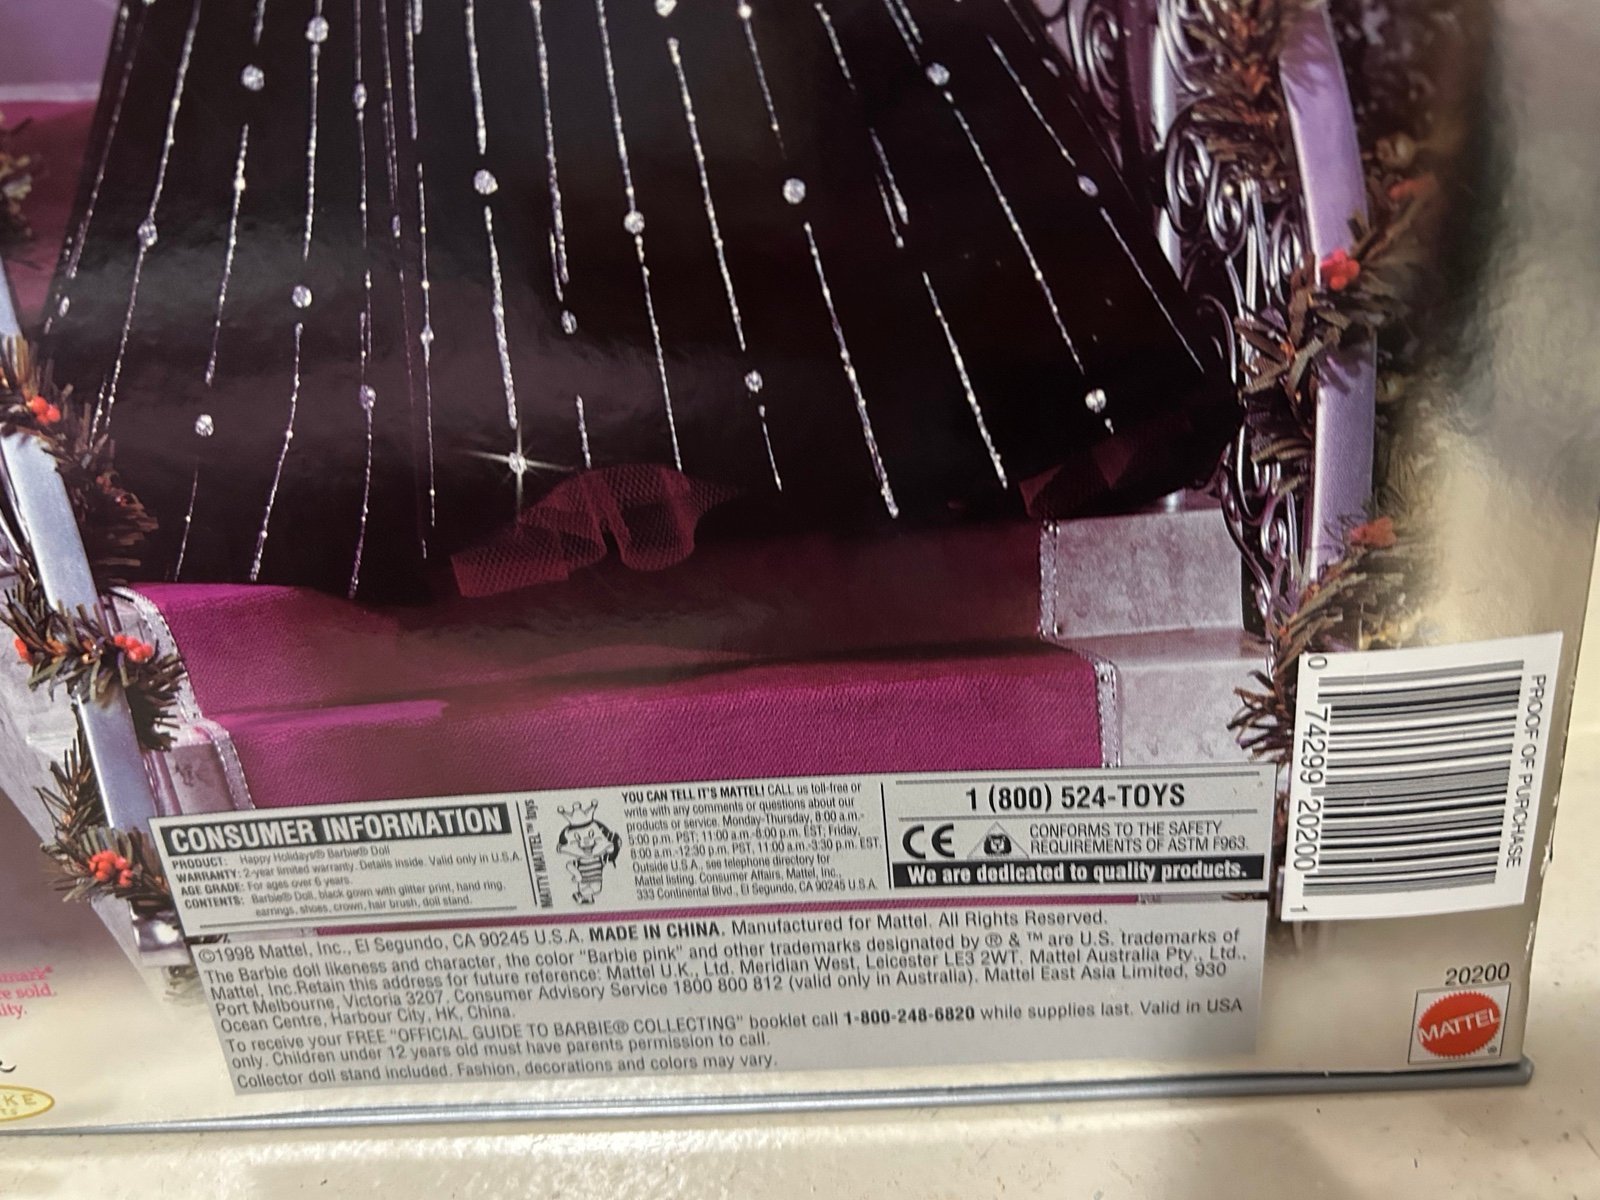 CONSUMER INFORMATION
PRODUCT: Happy Holidays® Barbie® Doll
WARRANTY: 2-year limited warranty. Details inside. Valid only in U.S.A.
AGE GRADE: For ages over 6 years.
CONTENTS: Barbie® Doll, black gown with glitter print, hand ring,
earrings, shoes, crown, hair brush, doll stand.
MATTY MATTEL™ toys
YOU CAN TELL IT'S MATTEL! CALL us toll-free or
write with any comments or questions about our
products or service. Monday-Thursday, 8:00 a.m.-
5:00 p.m. PST; 11:00 a.m.-8:00 p.m. EST; Friday,
8:00 a.m.-12:30 p.m. PST, 11:00 a.m.-3:30 p.m. EST.
Outside U.S.A., see telephone directory for
Mattel listing. Consumer Affairs, Mattel, Inc.,
333 Continental Blvd., El Segundo, CA 90245 U.S.A.
1 (800) 524-TOYS
CE
CONFORMS TO THE SAFETY
REQUIREMENTS OF ASTM F963.
We are dedicated to quality products.
©1998 Mattel, Inc., El Segundo, CA 90245 U.S.A. MADE IN CHINA. Manufactured for Mattel. All Rights Reserved.
The Barbie doll likeness and character, the color "Barbie pink" and other trademarks designated by ® & ™ are U.S. trademarks of
Mattel, Inc.Retain this address for future reference: Mattel U.K., Ltd. Meridian West, Leicester LE3 2WT. Mattel Australia Pty., Ltd.,
Port Melbourne, Victoria 3207. Consumer Advisory Service 1800 800 812 (valid only in Australia). Mattel East Asia Limited, 930
Ocean Centre, Harbour City, HK, China.
To receive your FREE "OFFICIAL GUIDE TO BARBIE® COLLECTING" booklet call 1-800-248-6820 while supplies last. Valid in USA
only. Children under 12 years old must have parents permission to call.
Collector doll stand included. Fashion, decorations and colors may vary.
PROOF OF PURCHASE
0 74299 20200 1
20200
MATTEL ®
mark®
e sold.
ity.
KE